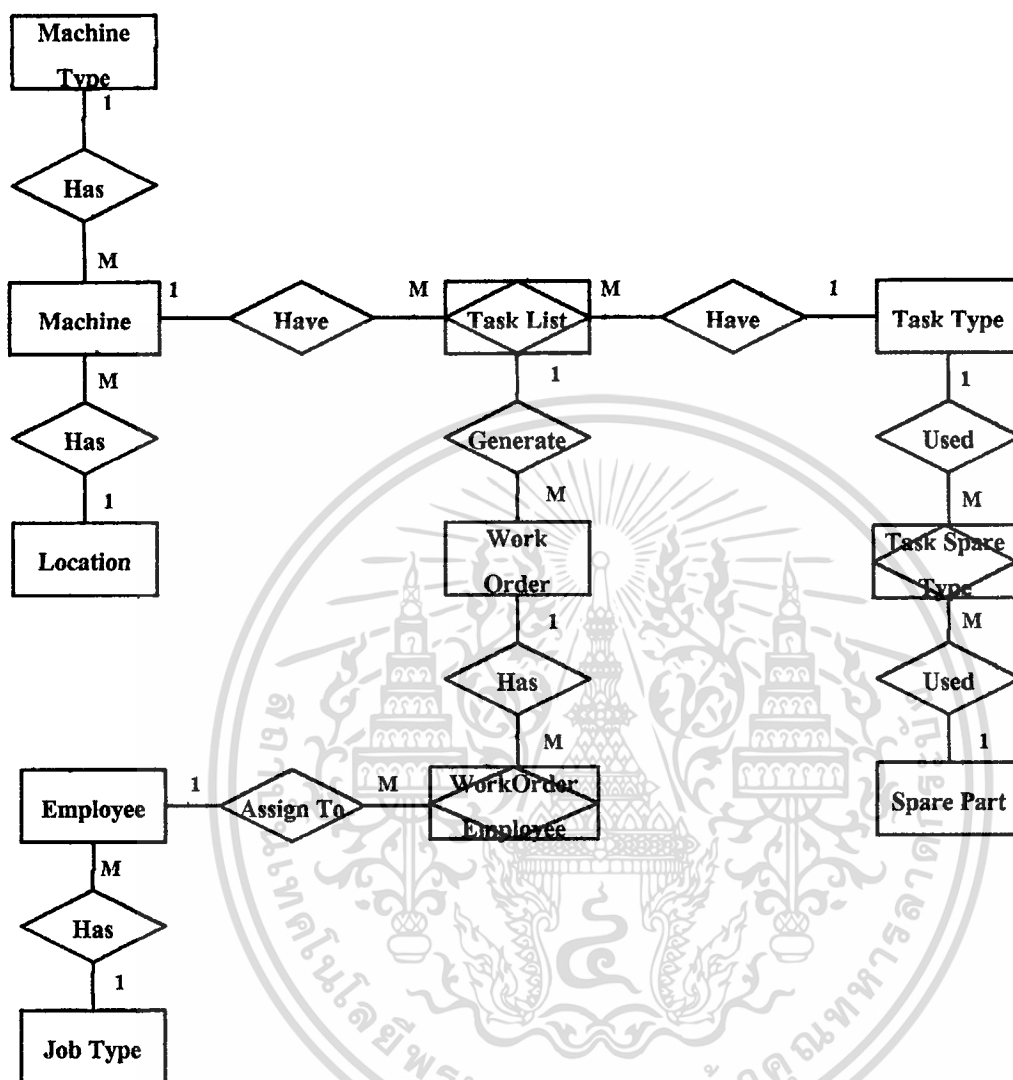 Machine
Type
1
Has
M
Machine
1
Have
M
Task List
M
Have
1
Task Type
M
Has
1
Location
1
Generate
M
Work
Order
1
Has
M
WorkOrder
Employee
1
Used
M
Task Spare
Type
M
Used
1
Spare Part
Employee
1
Assign To
M
M
Has
1
Job Type